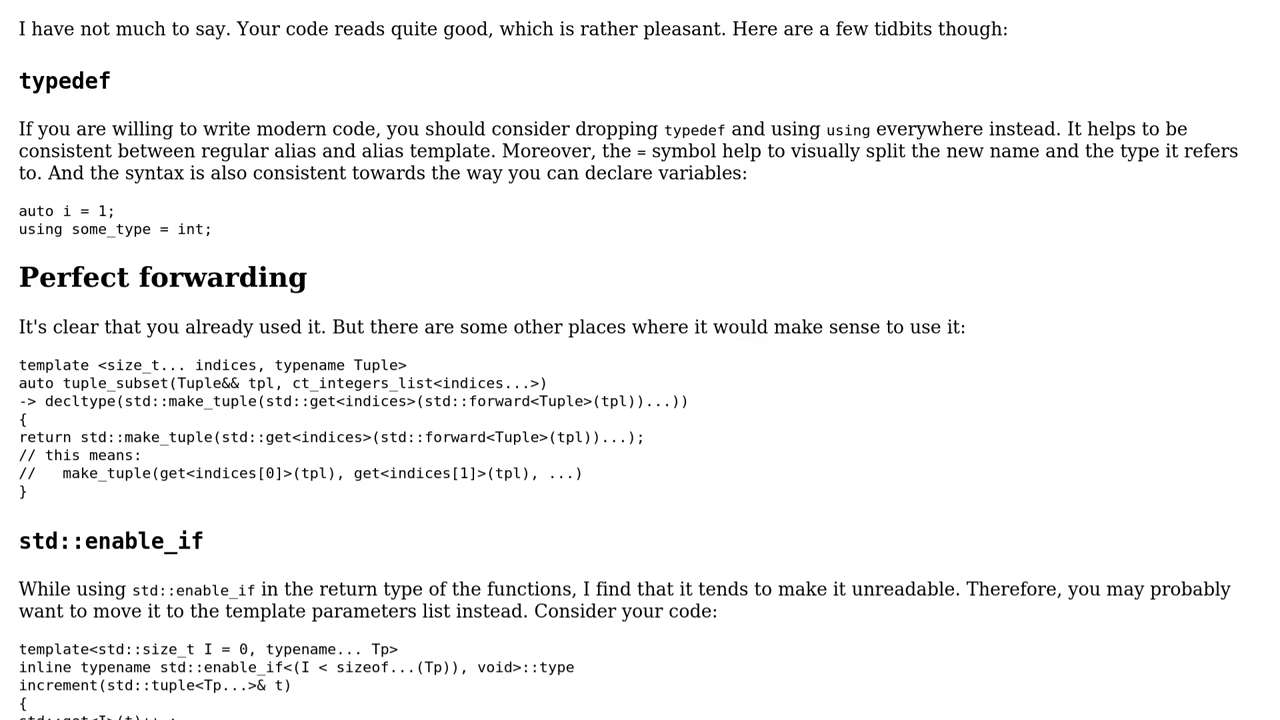 I have not much to say. Your code reads quite good, which is rather pleasant. Here are a few tidbits though:
typedef
If you are willing to write modern code, you should consider dropping typedef and using using everywhere instead. It helps to be
consistent between regular alias and alias template. Moreover, the = symbol help to visually split the new name and the type it refers
to. And the syntax is also consistent towards the way you can declare variables:
auto i = 1;
using some_type = int;
Perfect forwarding
It's clear that you already used it. But there are some other places where it would make sense to use it:
template <size_t... indices, typename Tuple>
auto tuple_subset(Tuple&& tpl, ct_integers_list<indices...>)
-> decltype(std::make_tuple(std::get<indices>(std::forward<Tuple>(tpl))...))
{
return std::make_tuple(std::get<indices>(std::forward<Tuple>(tpl))...);
// this means:
//   make_tuple(get<indices[0]>(tpl), get<indices[1]>(tpl), ...)
}
std::enable_if
While using std::enable_if in the return type of the functions, I find that it tends to make it unreadable. Therefore, you may probably
want to move it to the template parameters list instead. Consider your code:
template<std::size_t I = 0, typename... Tp>
inline typename std::enable_if<(I < sizeof...(Tp)), void>::type
increment(std::tuple<Tp...>& t)
{